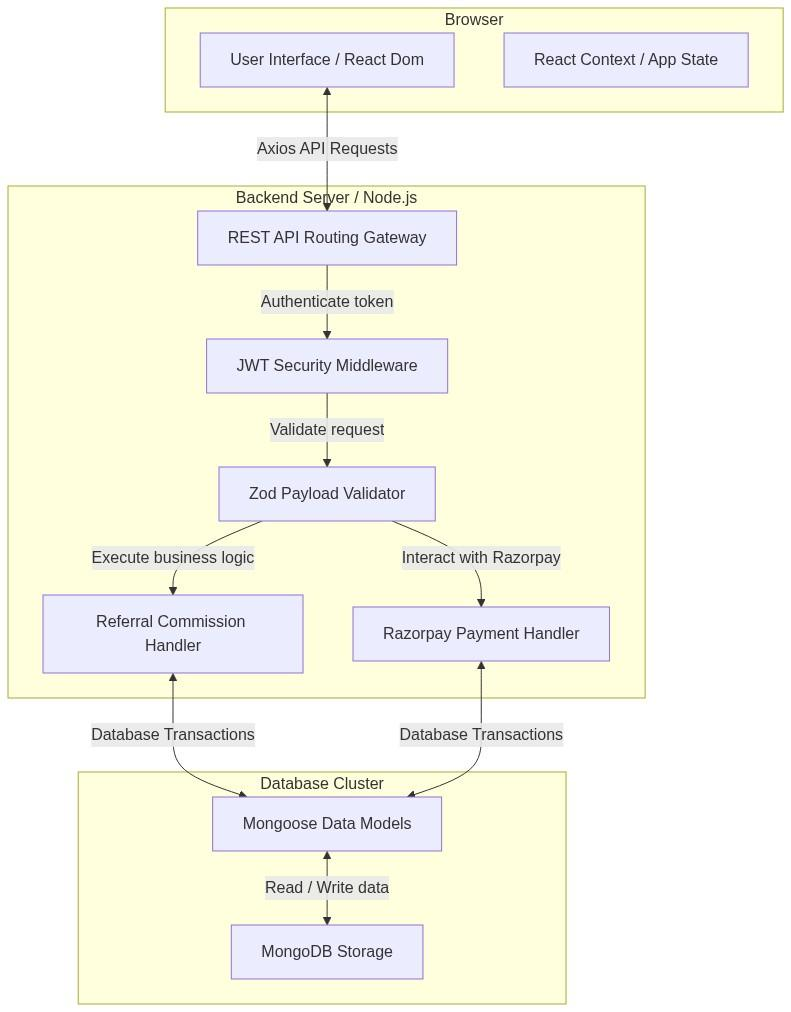 Browser
User Interface / React Dom
React Context / App State
Axios API Requests
Backend Server / Node.js
REST API Routing Gateway
Authenticate token
JWT Security Middleware
Validate request
Zod Payload Validator
Execute business logic
Interact with Razorpay
Referral Commission
Handler
Razorpay Payment Handler
Database Transactions
Database Transactions
Database Cluster
Mongoose Data Models
Read / Write data
MongoDB Storage